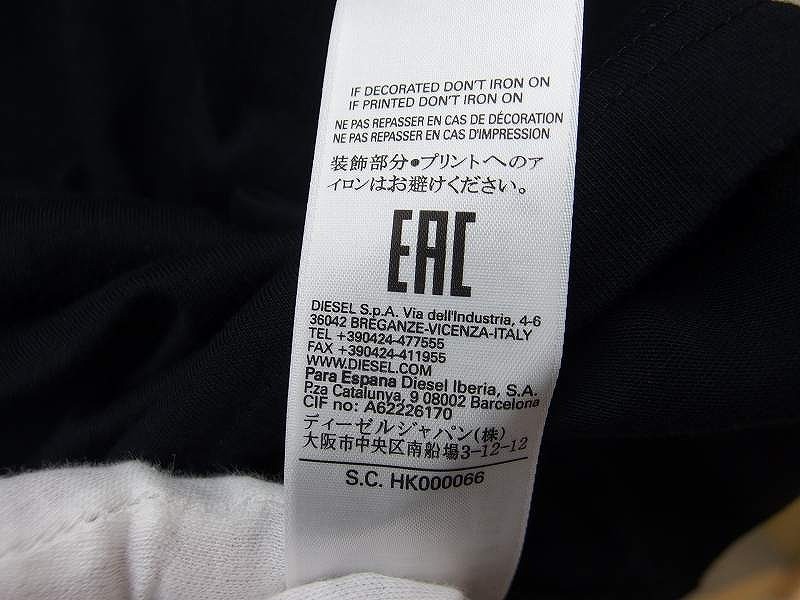 IF DECORATED DON'T IRON ON
IF PRINTED DON'T IRON ON
NE PAS REPASSER EN CAS DE DÉCORATION
NE PAS REPASSER EN CAS D'IMPRESSION
装飾部分●プリントへのア
イロンはお避けください。
EAC
DIESEL S.p.A. Via dell'Industria, 4-6
36042 BREGANZE-VICENZA-ITALY
TEL +390424-477555
FAX +390424-411955
WWW.DIESEL.COM
Para Espana Diesel Iberia, S.A.
P.za Catalunya, 9 08002 Barcelona
CIF no: A62226170
ディーゼルジャパン(株)
大阪市中央区南船場3-12-12
S.C. HK000066